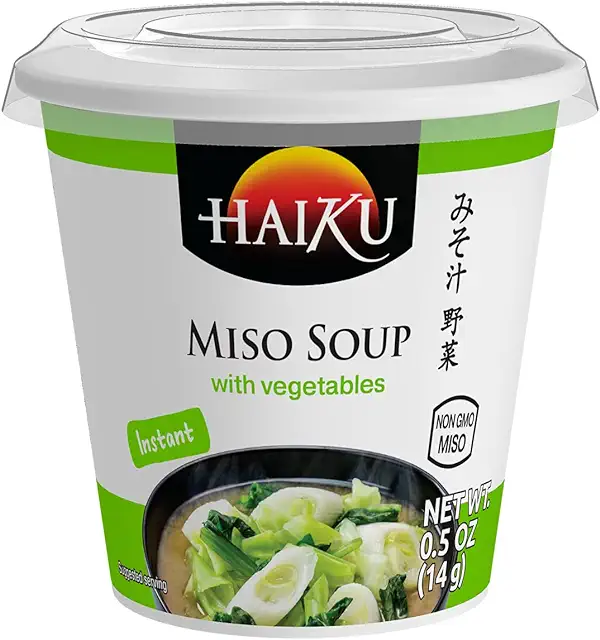 HAIKU
みそ汁 野菜
MISO SOUP
with vegetables
Instant
NON GMO
MISO
NET WT.
0.5 OZ
(14g)
Suggested serving